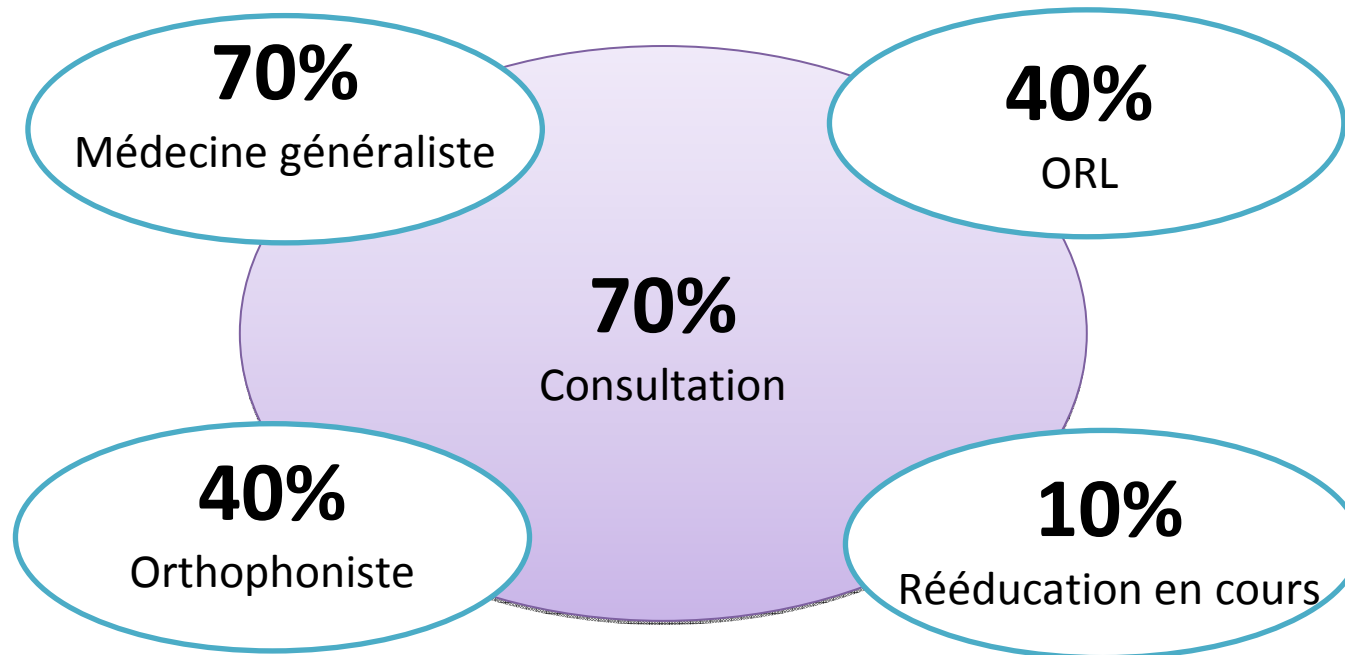 70%
Médecine généraliste
40%
ORL
70%
Consultation
40%
Orthophoniste
10%
Rééducation en cours